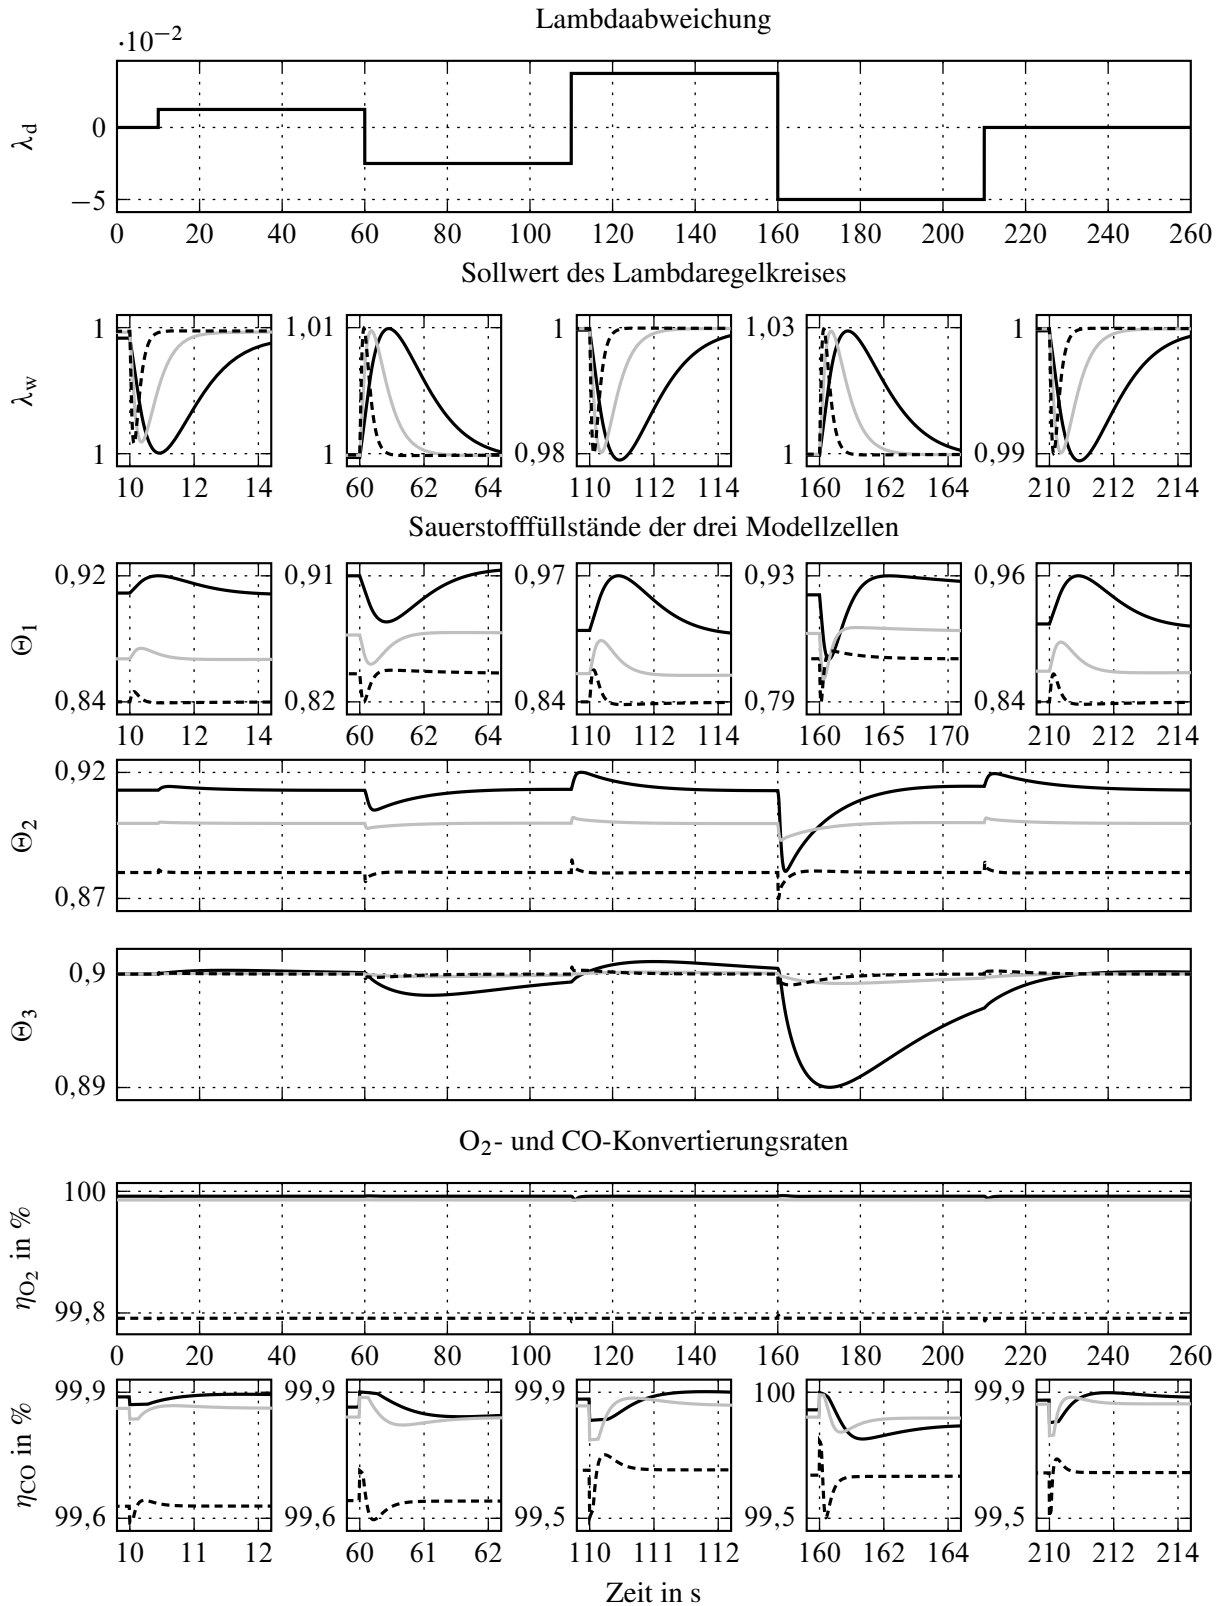 Lambdaabweichung
·10⁻²
λd
0
−5
0 20 40 60 80 100 120 140 160 180 200 220 240 260
Sollwert des Lambdaregelkreises
λw
1 1,01 1 1,03 1
1 1 0,98 1 0,99
10 12 14 60 62 64 110 112 114 160 162 164 210 212 214
Sauerstofffüllstände der drei Modellzellen
Θ1
0,92 0,91 0,97 0,93 0,96
0,84 0,82 0,84 0,79 0,84
10 12 14 60 62 64 110 112 114 160 165 170 210 212 214
Θ2
0,92
0,87
Θ3
0,9
0,89
O2- und CO-Konvertierungsraten
ηO2 in %
100
99,8
0 20 40 60 80 100 120 140 160 180 200 220 240 260
ηCO in %
99,9 99,9 99,9 100 99,9
99,6 99,6 99,5 99,5 99,5
10 11 12 60 61 62 110 111 112 160 162 164 210 212 214
Zeit in s